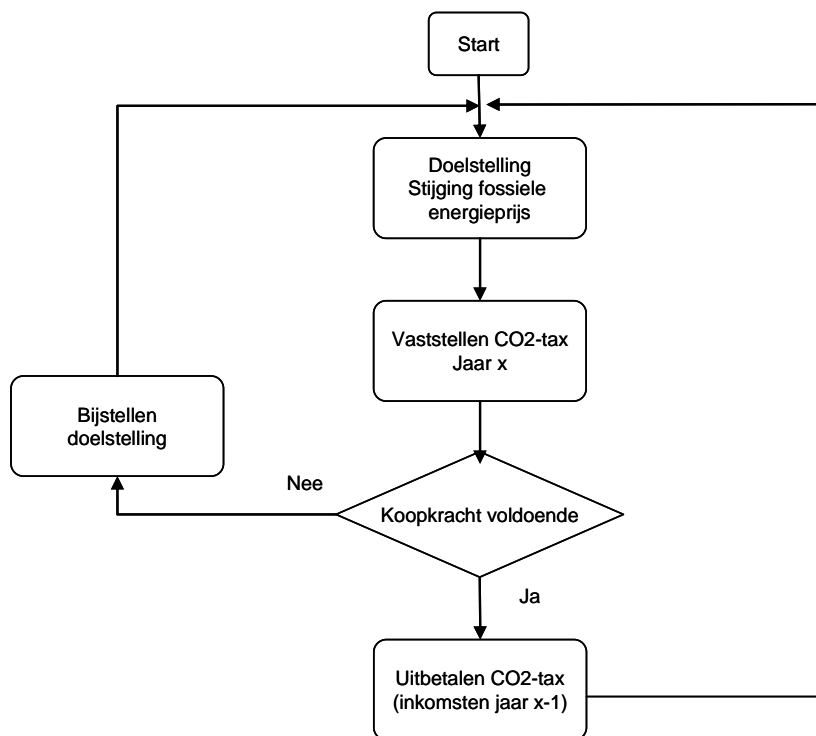 Start
Doelstelling
Stijging fossiele
energieprijs
Vaststellen CO2-tax
Jaar x
Bijstellen
doelstelling
Nee
Koopkracht voldoende
Ja
Uitbetalen CO2-tax
(inkomsten jaar x-1)